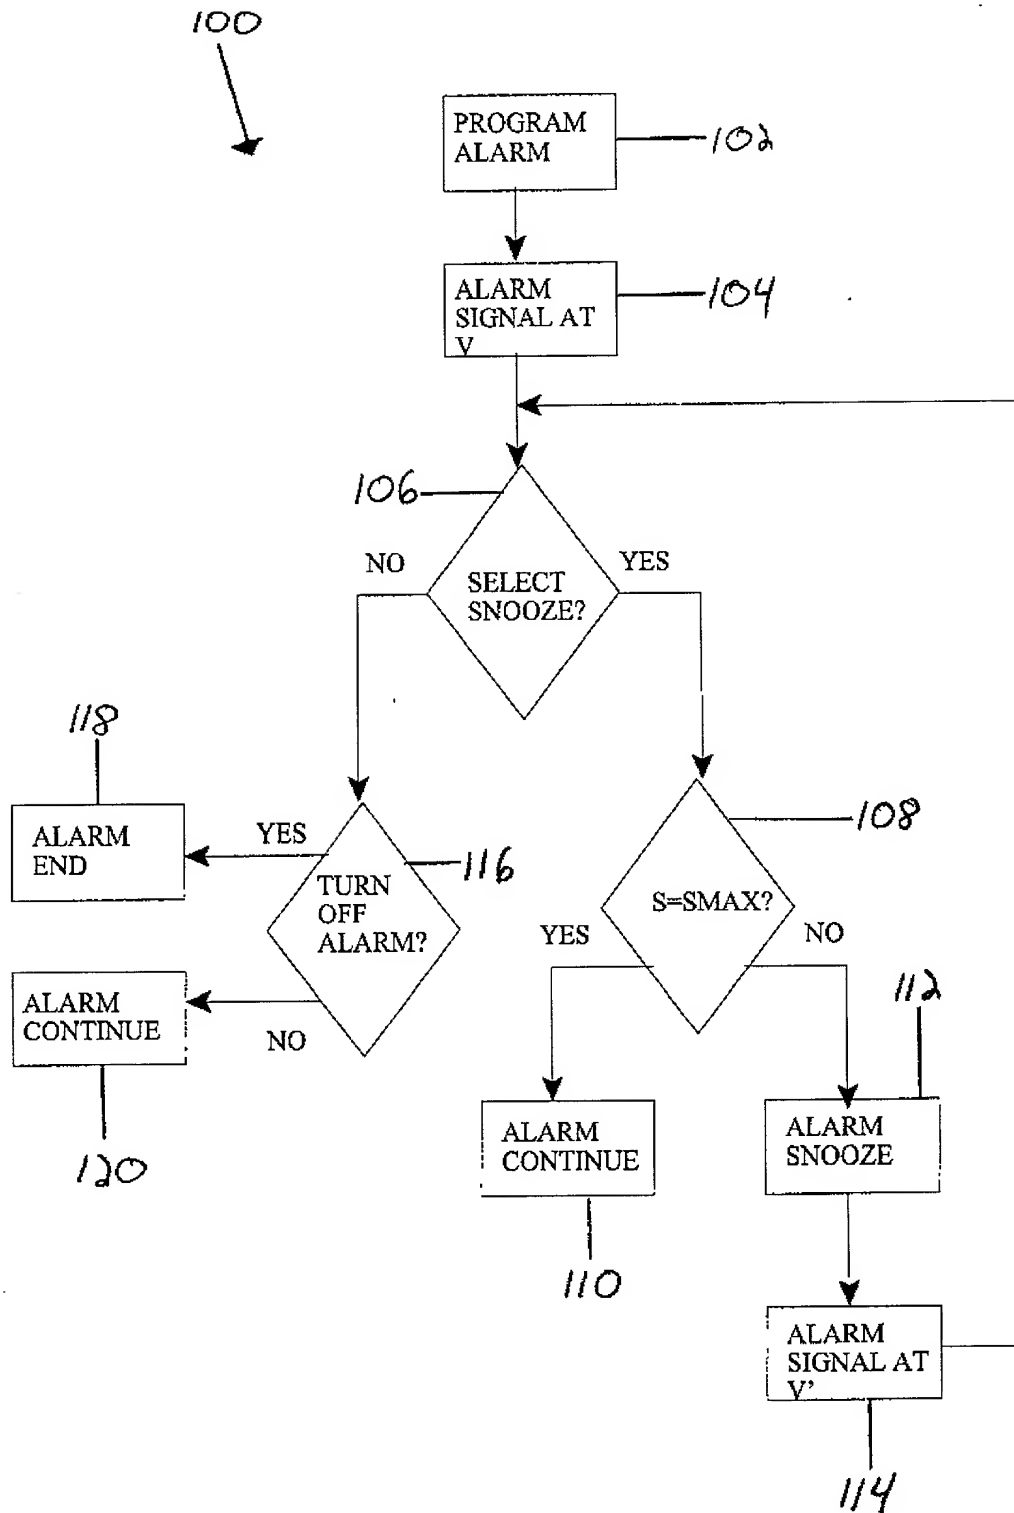 100
PROGRAM
ALARM
102
ALARM
SIGNAL AT
V
104
106
NO
YES
SELECT
SNOOZE?
118
ALARM
END
YES
116
TURN
OFF
ALARM?
108
S=SMAX?
YES
NO
ALARM
CONTINUE
NO
120
112
ALARM
CONTINUE
110
ALARM
SNOOZE
ALARM
SIGNAL AT
V'
114